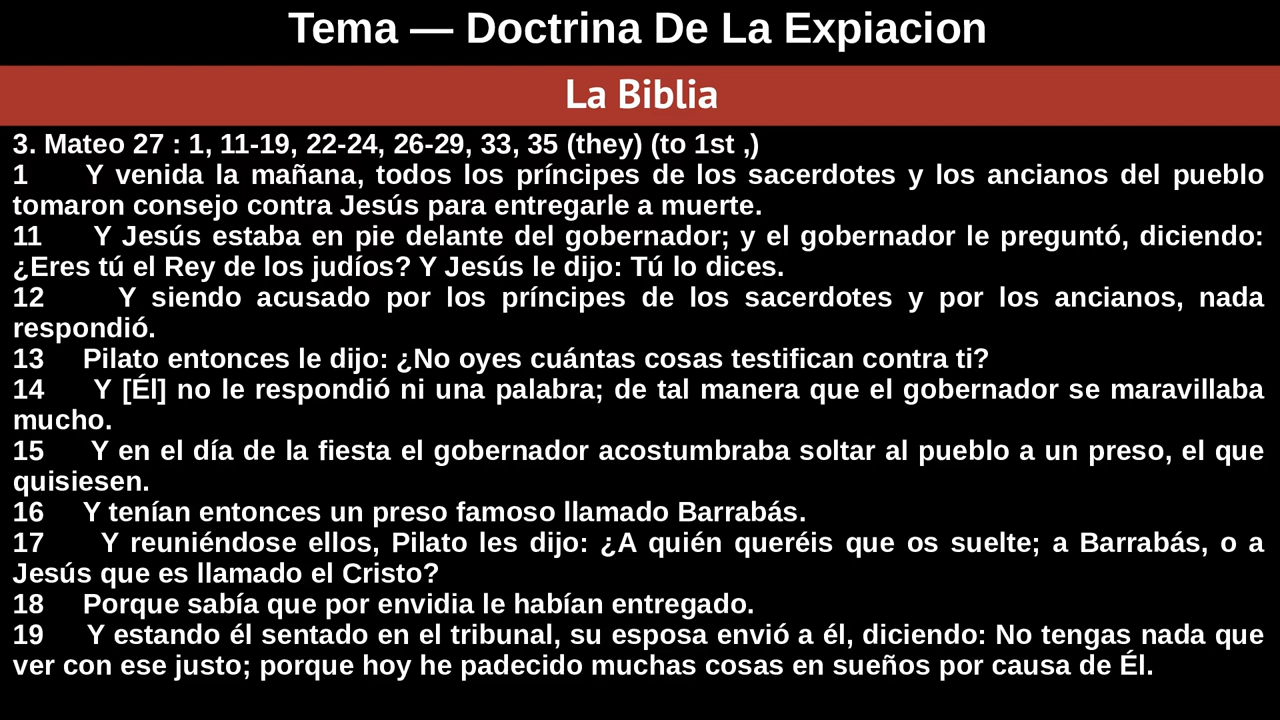 Tema — Doctrina De La Expiacion
La Biblia
3. Mateo 27 : 1, 11-19, 22-24, 26-29, 33, 35 (they) (to 1st ,)
1 Y venida la mañana, todos los príncipes de los sacerdotes y los ancianos del pueblo
tomaron consejo contra Jesús para entregarle a muerte.
11 Y Jesús estaba en pie delante del gobernador; y el gobernador le preguntó, diciendo:
¿Eres tú el Rey de los judíos? Y Jesús le dijo: Tú lo dices.
12 Y siendo acusado por los príncipes de los sacerdotes y por los ancianos, nada
respondió.
13 Pilato entonces le dijo: ¿No oyes cuántas cosas testifican contra ti?
14 Y [Él] no le respondió ni una palabra; de tal manera que el gobernador se maravillaba
mucho.
15 Y en el día de la fiesta el gobernador acostumbraba soltar al pueblo a un preso, el que
quisiesen.
16 Y tenían entonces un preso famoso llamado Barrabás.
17 Y reuniéndose ellos, Pilato les dijo: ¿A quién queréis que os suelte; a Barrabás, o a
Jesús que es llamado el Cristo?
18 Porque sabía que por envidia le habían entregado.
19 Y estando él sentado en el tribunal, su esposa envió a él, diciendo: No tengas nada que
ver con ese justo; porque hoy he padecido muchas cosas en sueños por causa de Él.